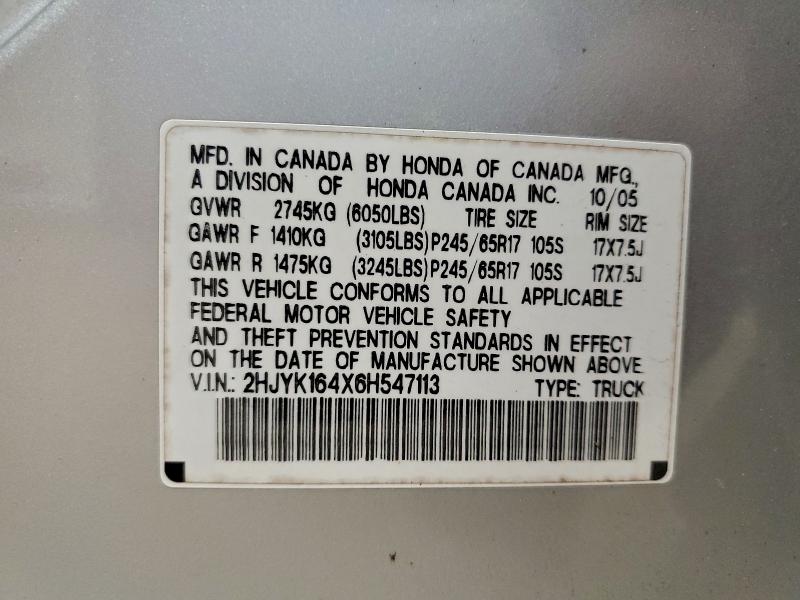 MFD. IN CANADA BY HONDA OF CANADA MFG.,
A DIVISION OF HONDA CANADA INC. 10/05
GVWR 2745KG (6050LBS) TIRE SIZE RIM SIZE
GAWR F 1410KG (3105LBS) P245/65R17 105S 17X7.5J
GAWR R 1475KG (3245LBS) P245/65R17 105S 17X7.5J
THIS VEHICLE CONFORMS TO ALL APPLICABLE
FEDERAL MOTOR VEHICLE SAFETY
AND THEFT PREVENTION STANDARDS IN EFFECT
ON THE DATE OF MANUFACTURE SHOWN ABOVE.
V.I.N.: 2HJYK164X6H547113 TYPE: TRUCK